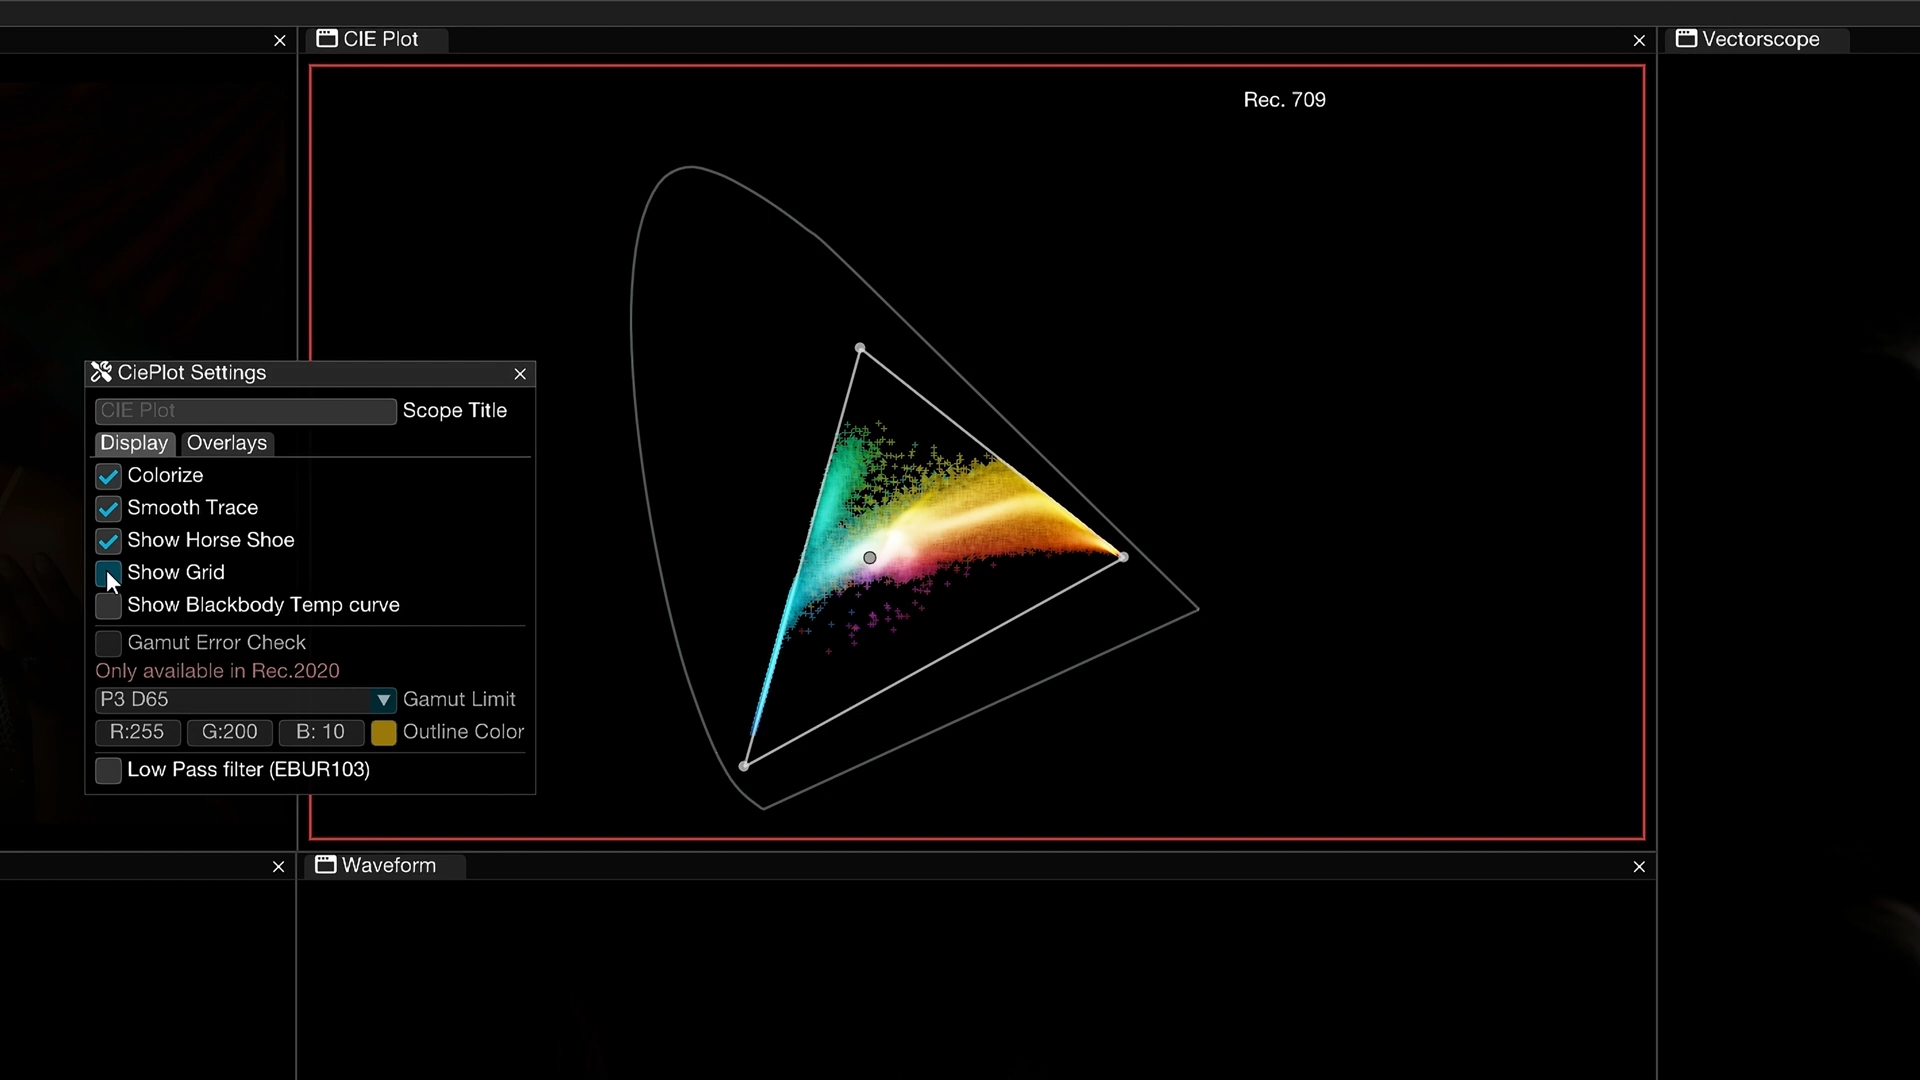 CIE Plot
Vectorscope
Rec. 709
CiePlot Settings
CIE Plot Scope Title
Display Overlays
Colorize
Smooth Trace
Show Horse Shoe
Show Grid
Show Blackbody Temp curve
Gamut Error Check
Only available in Rec.2020
P3 D65 Gamut Limit
R:255 G:200 B: 10 Outline Color
Low Pass filter (EBUR103)
Waveform